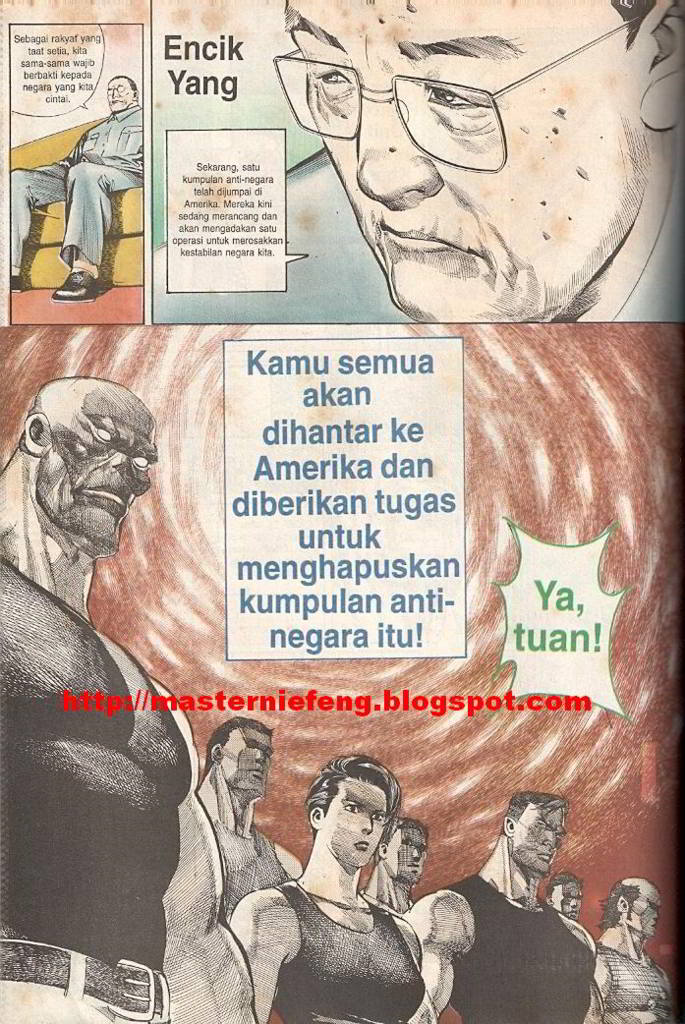 Sebagai rakyat yang
taat setia, kita
sama-sama wajib
berbakti kepada
negara yang kita
cintai.
Encik
Yang
Sekarang, satu
kumpulan anti-negara
telah dijumpai di
Amerika. Mereka kini
sedang merancang dan
akan mengadakan satu
operasi untuk merosakkan
kestabilan negara kita.
Kamu semua
akan
dihantar ke
Amerika dan
diberikan tugas
untuk
menghapuskan
kumpulan anti-
negara itu!
Ya,
tuan!
http://masterniefeng.blogspot.com